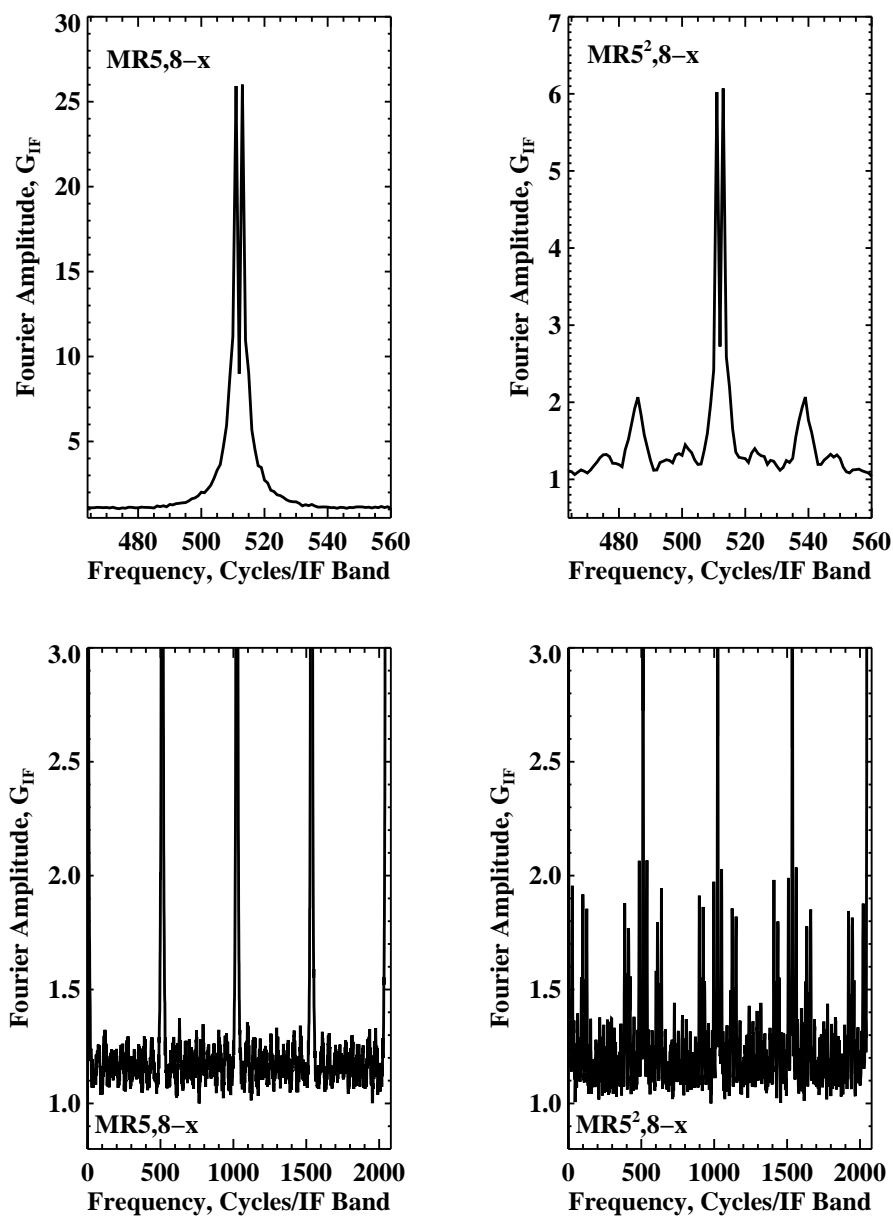 30
25
20
15
10
5
MR5,8−x
Fourier Amplitude, G_IF
480 500 520 540 560
Frequency, Cycles/IF Band
7
6
5
4
3
2
1
MR5²,8−x
Fourier Amplitude, G_IF
480 500 520 540 560
Frequency, Cycles/IF Band
3.0
2.5
2.0
1.5
1.0
MR5,8−x
Fourier Amplitude, G_IF
0 500 1000 1500 2000
Frequency, Cycles/IF Band
3.0
2.5
2.0
1.5
1.0
MR5²,8−x
Fourier Amplitude, G_IF
0 500 1000 1500 2000
Frequency, Cycles/IF Band